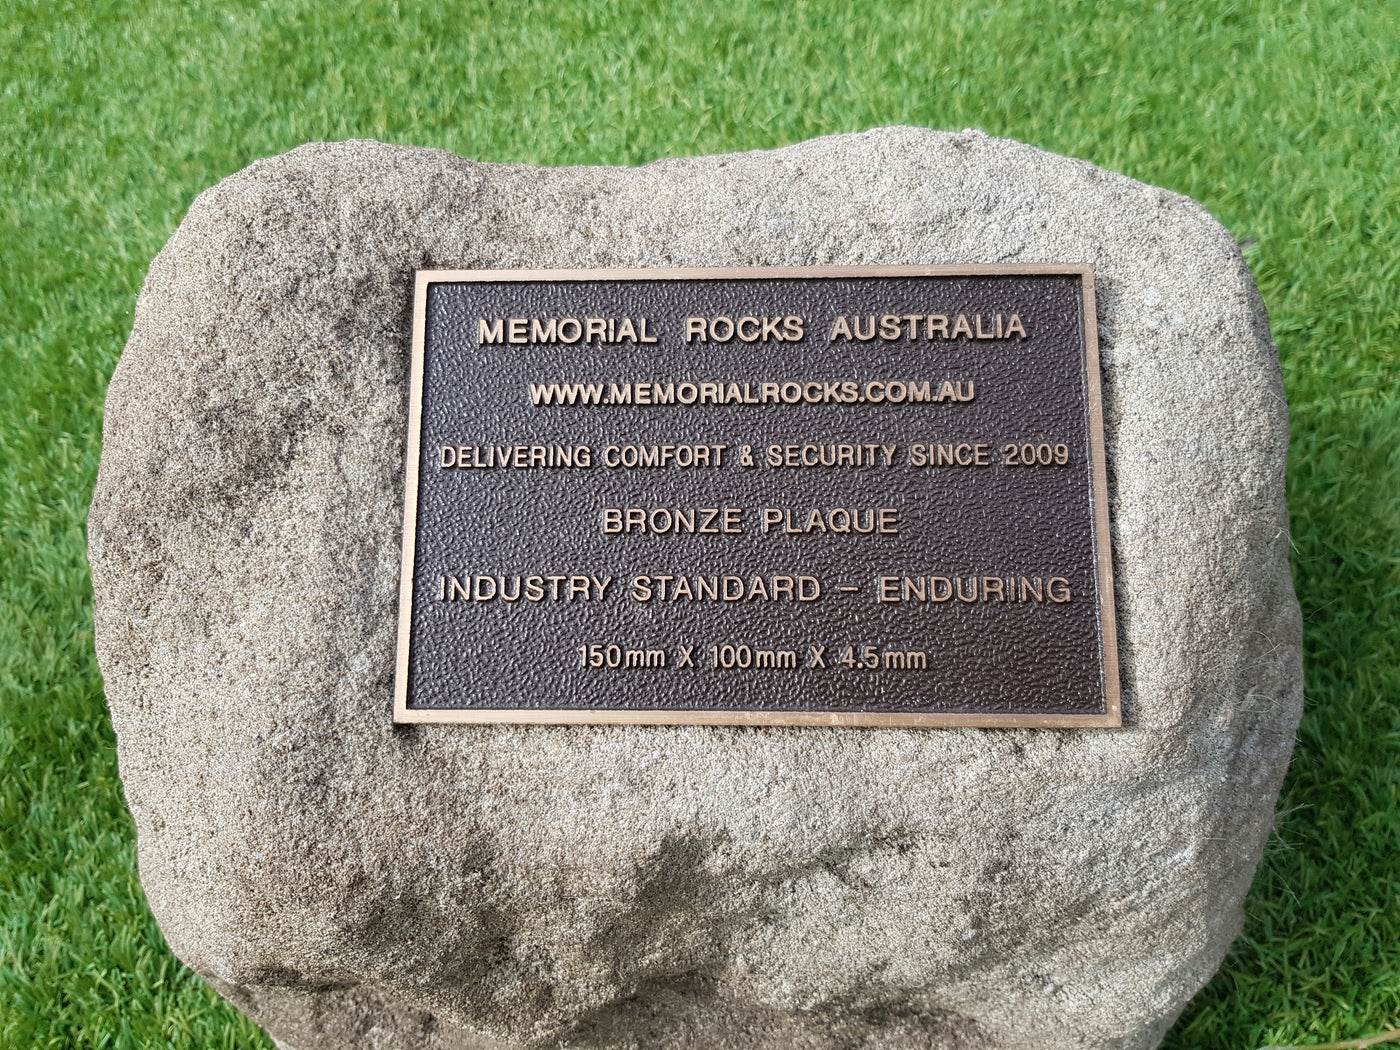 MEMORIAL ROCKS AUSTRALIA
WWW.MEMORIALROCKS.COM.AU
DELIVERING COMFORT & SECURITY SINCE 2009
BRONZE PLAQUE
INDUSTRY STANDARD - ENDURING
150mm X 100mm X 4.5mm